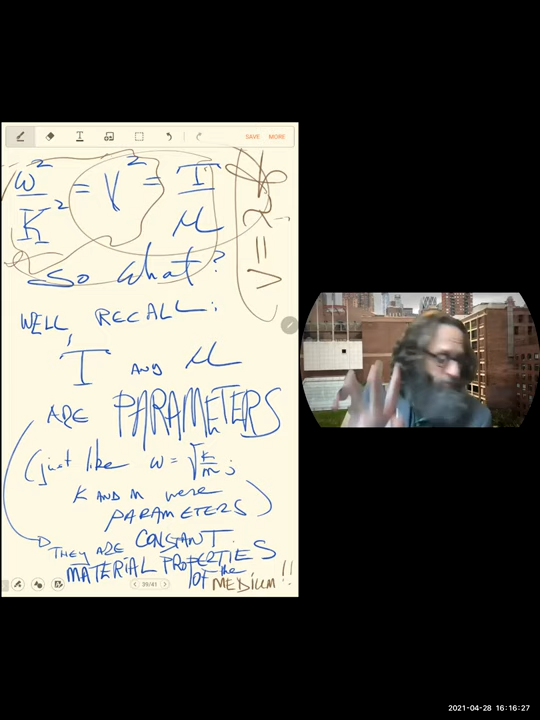 SAVE MORE
ω²/K² = V² = T/μ
fλ = V
So what?
WELL, RECALL:
T AND μ
ARE PARAMETERS
(just like ω = √k/m;
K AND M were
PARAMETERS)
THEY ARE CONSTANT
MATERIAL PROPERTIES
OF the MEDIUM!!
39/41
2021-04-28 16:16:27